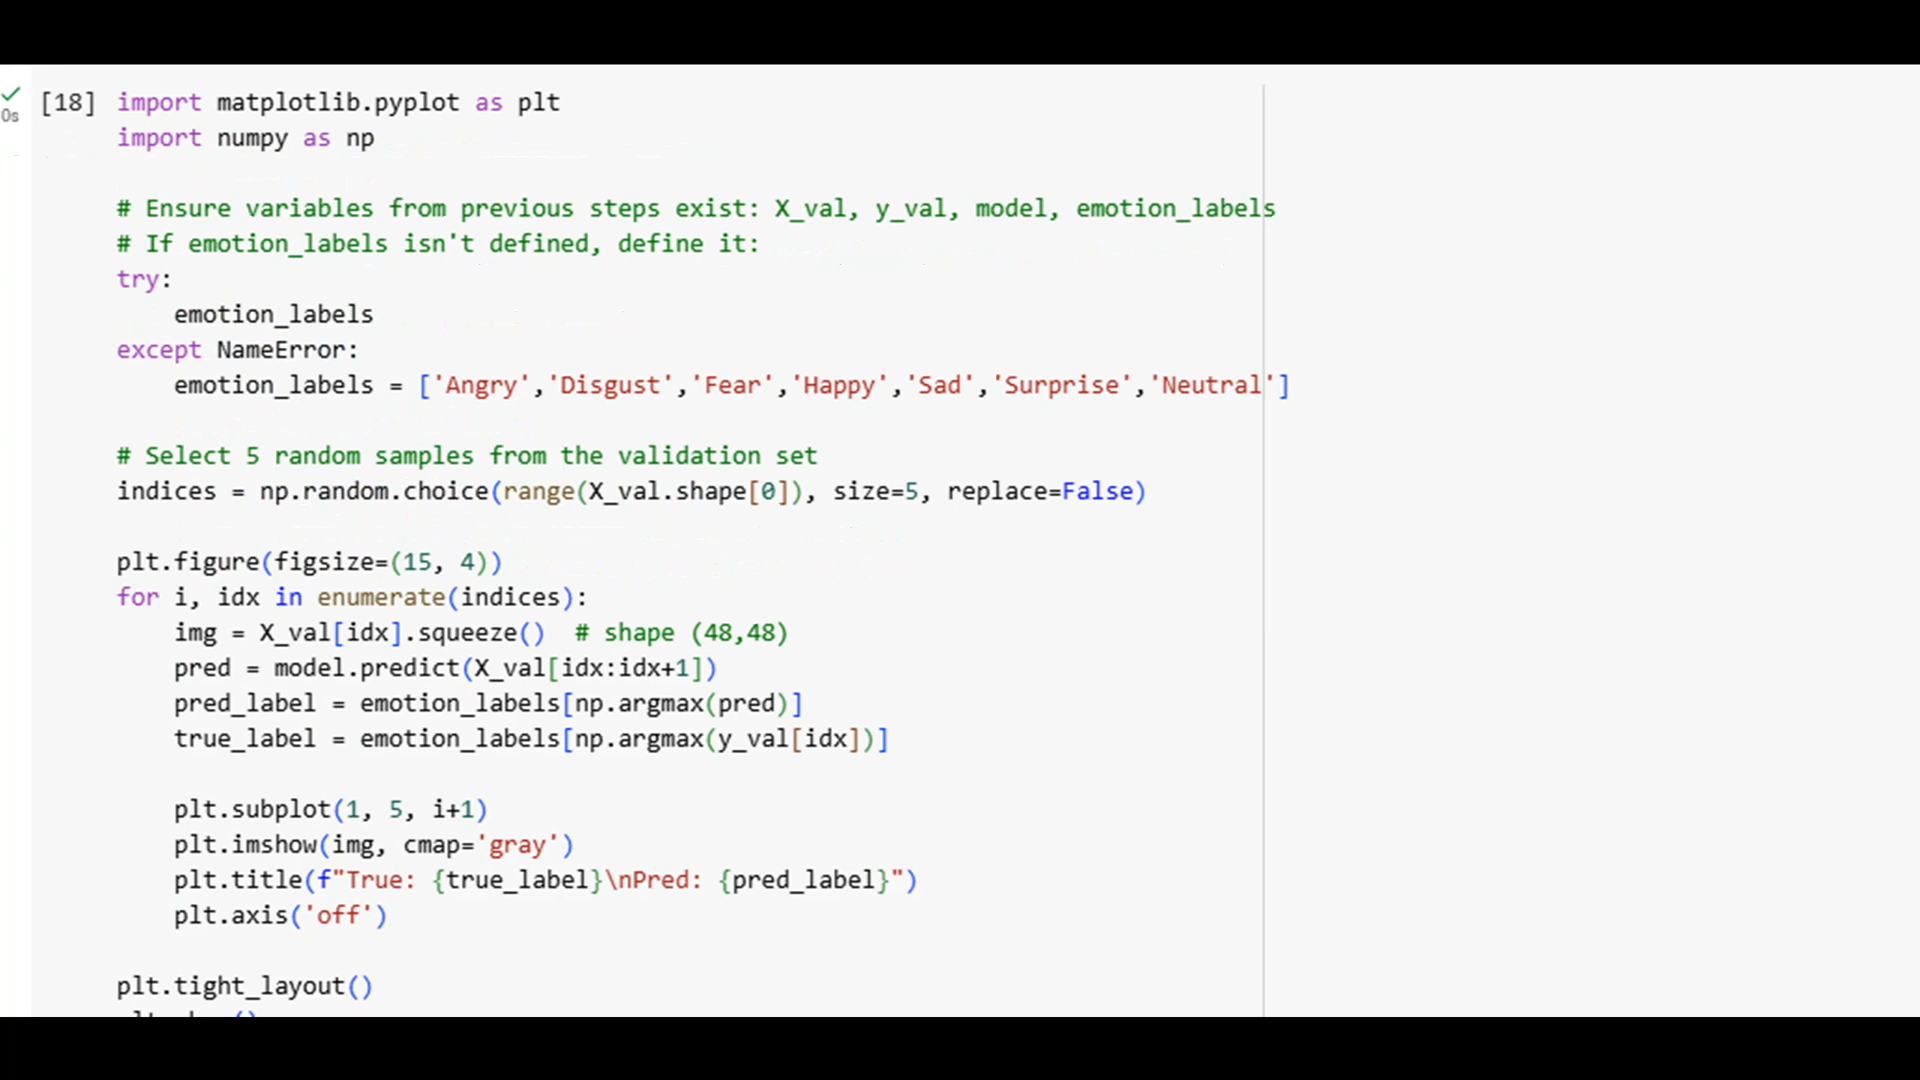 [18] import matplotlib.pyplot as plt
0s
import numpy as np
# Ensure variables from previous steps exist: X_val, y_val, model, emotion_labels
# If emotion_labels isn't defined, define it:
try:
    emotion_labels
except NameError:
    emotion_labels = ['Angry','Disgust','Fear','Happy','Sad','Surprise','Neutral']
# Select 5 random samples from the validation set
indices = np.random.choice(range(X_val.shape[0]), size=5, replace=False)
plt.figure(figsize=(15, 4))
for i, idx in enumerate(indices):
    img = X_val[idx].squeeze()  # shape (48,48)
    pred = model.predict(X_val[idx:idx+1])
    pred_label = emotion_labels[np.argmax(pred)]
    true_label = emotion_labels[np.argmax(y_val[idx])]
    plt.subplot(1, 5, i+1)
    plt.imshow(img, cmap='gray')
    plt.title(f"True: {true_label}\nPred: {pred_label}")
    plt.axis('off')
plt.tight_layout()